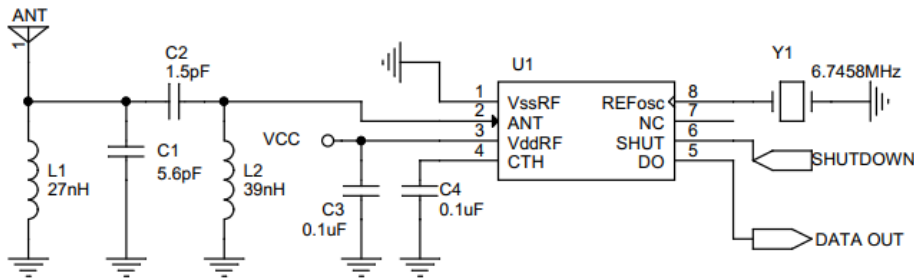 ANT
1
C2
1.5pF
U1
Y1
6.7458MHz
1
VssRF
REFosc
8
2
ANT
NC
7
VCC
3
VddRF
SHUT
6
4
CTH
DO
5
SHUTDOWN
L1
27nH
C1
5.6pF
L2
39nH
C3
0.1uF
C4
0.1uF
DATA OUT